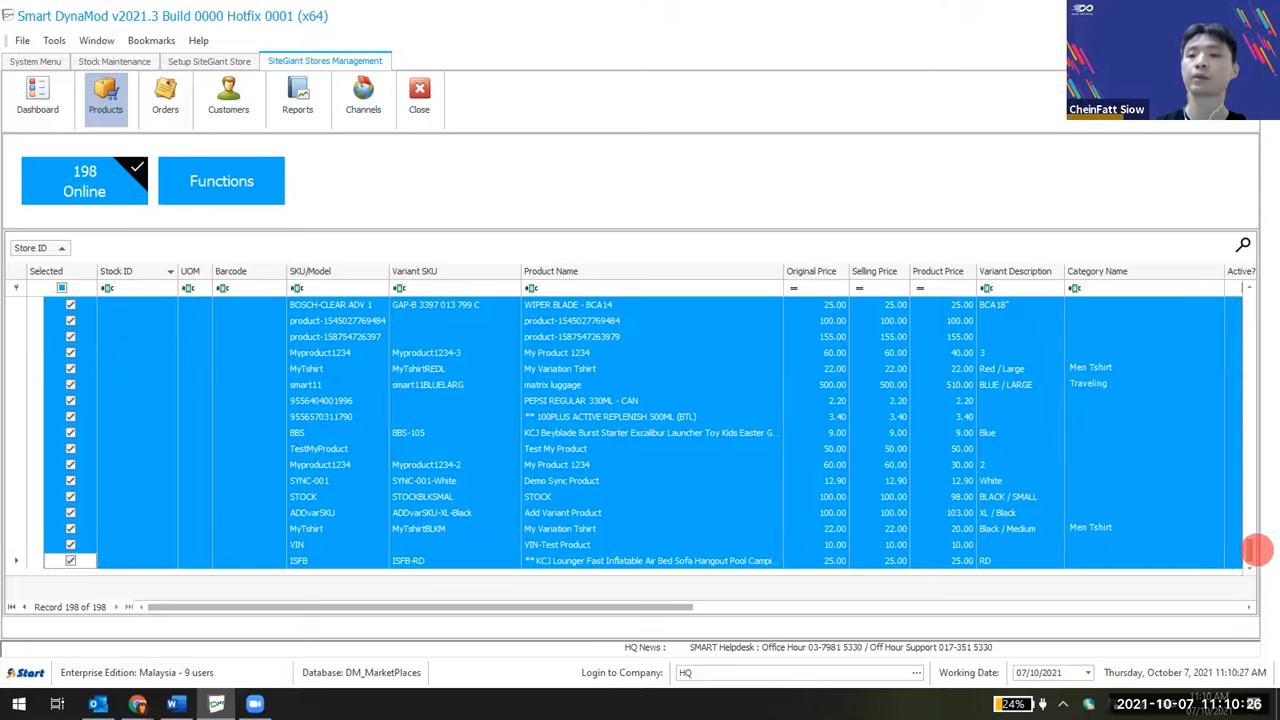 Smart DynaMod v2021.3 Build 0000 Hotfix 0001 (x64)
File Tools Window Bookmarks Help
System Menu Stock Maintenance Setup SiteGiant Store SiteGiant Stores Management
Dashboard Products Orders Customers Reports Channels Close
CheinFatt Siow
198
Online
Functions
Store ID
Selected Stock ID UOM Barcode SKU/Model Variant SKU Product Name Original Price Selling Price Product Price Variant Description Category Name Active?
BOSCH-CLEAR ADV 1 GAP-B 3397 013 799 C WIPER BLADE - BCA14 25.00 25.00 25.00 BCA18"
product-1545027769484 product-1545027769484 100.00 100.00 100.00
product-158754726397 product-1587547263979 155.00 155.00 155.00
Myproduct1234 Myproduct1234-3 My Product 1234 60.00 60.00 40.00 3
MyTshirt MyTshirtREDL My Variation Tshirt 22.00 22.00 22.00 Red / Large Men Tshirt
smart11 smart11BLUELARG matrix luggage 500.00 500.00 510.00 BLUE / LARGE Traveling
9556404001996 PEPSI REGULAR 330ML - CAN 2.20 2.20 2.20
9556570311790 ** 100PLUS ACTIVE REPLENISH 500ML (BTL) 3.40 3.40 3.40
BBS BBS-105 KCJ Beyblade Burst Starter Excalibur Launcher Toy Kids Easter G... 9.00 9.00 9.00 Blue
TestMyProduct Test My Product 50.00 50.00 50.00
Myproduct1234 Myproduct1234-2 My Product 1234 60.00 60.00 30.00 2
SYNC-001 SYNC-001-White Demo Sync Product 12.90 12.90 12.90 White
STOCK STOCKBLKSMAL STOCK 100.00 100.00 98.00 BLACK / SMALL
ADDvarSKU ADDvarSKU-XL-Black Add Variant Product 100.00 100.00 103.00 XL / Black
MyTshirt MyTshirtBLKM My Variation Tshirt 22.00 22.00 20.00 Black / Medium Men Tshirt
VIN VIN-Test Product 10.00 10.00 10.00
ISFB ISFB-RD ** KCJ Lounger Fast Inflatable Air Bed Sofa Hangout Pool Campi... 25.00 25.00 25.00 RD
Record 198 of 198
HQ News : SMART Helpdesk : Office Hour 03-7981 5330 / Off Hour Support 017-351 5330
Start Enterprise Edition: Malaysia - 9 users Database: DM_MarketPlaces Login to Company: HQ Working Date: 07/10/2021 Thursday, October 7, 2021 11:10:27 AM
24% 2021-10-07 11:10:26